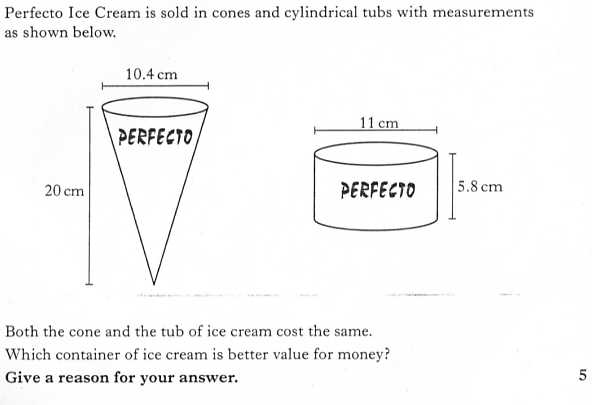 Perfecto Ice Cream is sold in cones and cylindrical tubs with measurements
as shown below.
10.4 cm
PERFECTO
20 cm
11 cm
PERFECTO
5.8 cm
Both the cone and the tub of ice cream cost the same.
Which container of ice cream is better value for money?
Give a reason for your answer.
5